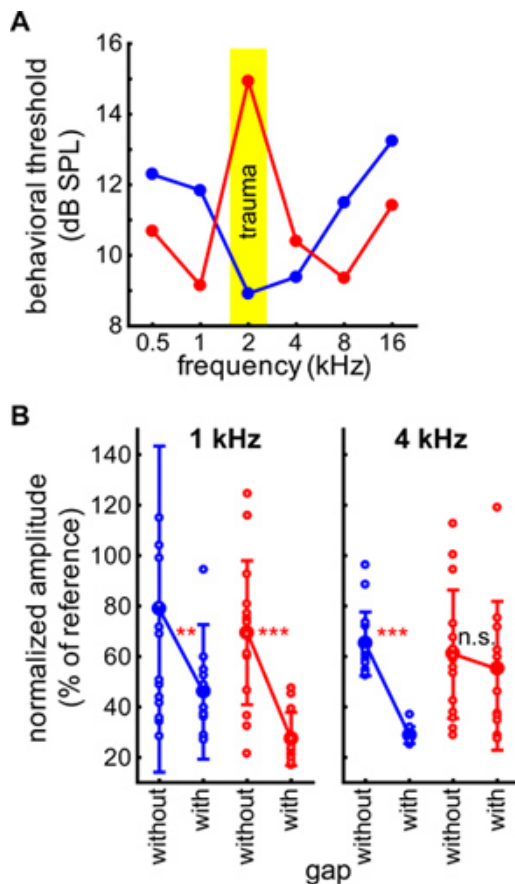 A
behavioral threshold
(dB SPL)
16
14
12
10
8
trauma
0.5 1 2 4 8 16
frequency (kHz)
B
1 kHz 4 kHz
normalized amplitude
(% of reference)
140
120
100
80
60
40
20
** *** *** n.s.
without with without with without with without with
gap